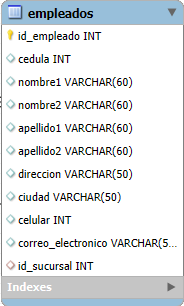 empleados
id_empleado INT
cedula INT
nombre1 VARCHAR(60)
nombre2 VARCHAR(60)
apellido1 VARCHAR(60)
apellido2 VARCHAR(60)
direccion VARCHAR(50)
ciudad VARCHAR(50)
celular INT
correo_electronico VARCHAR(5...
id_sucursal INT
Indexes